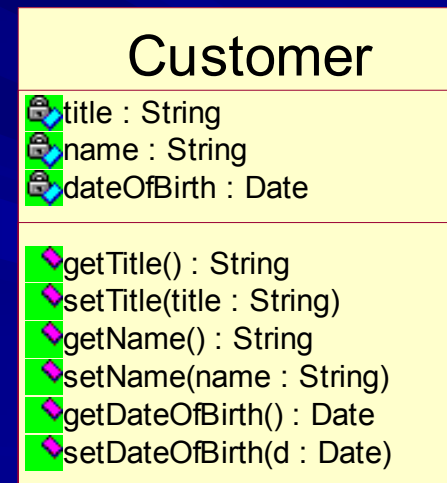 Customer
title : String
name : String
dateOfBirth : Date
getTitle() : String
setTitle(title : String)
getName() : String
setName(name : String)
getDateOfBirth() : Date
setDateOfBirth(d : Date)